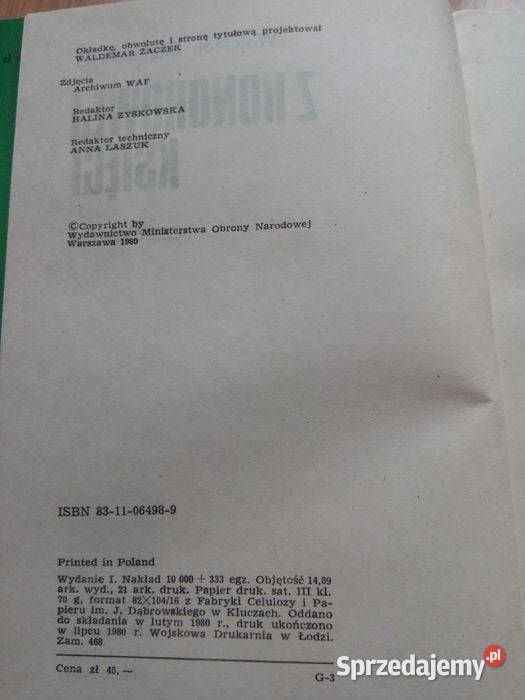 Okładkę, obwolutę i stronę tytułową projektował
WALDEMAR ZACZEK
Zdjęcia
Archiwum WAF
Redaktor
HALINA ZYSKOWSKA
Redaktor techniczny
ANNA LASZUK
©Copyright by
Wydawnictwo Ministerstwa Obrony Narodowej
Warszawa 1980
ISBN 83-11-06498-9
Printed in Poland
Wydanie I. Nakład 10 000 + 333 egz. Objętość 14,89
ark. wyd., 21 ark. druk. Papier druk. sat. III kl.
70 g, format 82×104/16 z Fabryki Celulozy i Pa-
pieru im. J. Dąbrowskiego w Kluczach. Oddano
do składania w lutym 1980 r., druk ukończono
w lipcu 1980 r. Wojskowa Drukarnia w Łodzi.
Zam. 468
Cena zł 45,—
G-3
Sprzedajemy.pl